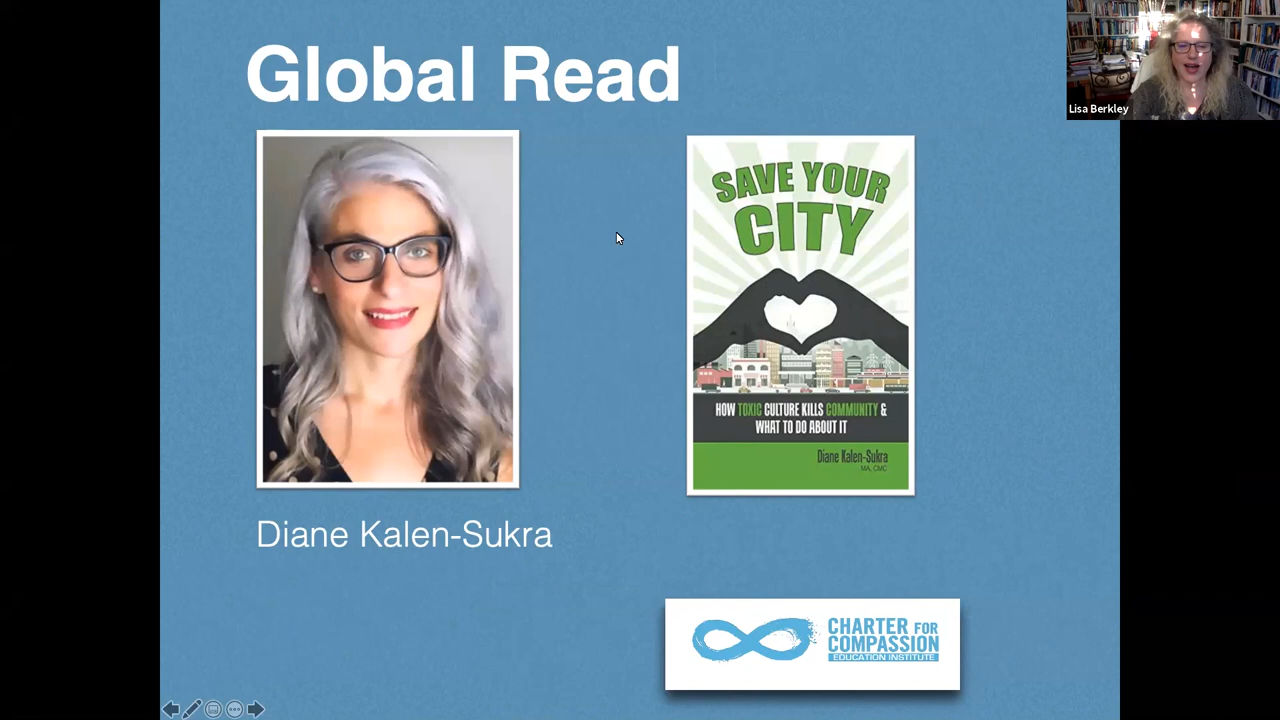 Global Read
Lisa Berkley
SAVE YOUR
CITY
HOW TOXIC CULTURE KILLS COMMUNITY &
WHAT TO DO ABOUT IT
Diane Kalen-Sukra
MA, CMC
Diane Kalen-Sukra
CHARTER FOR
COMPASSION
EDUCATION INSTITUTE